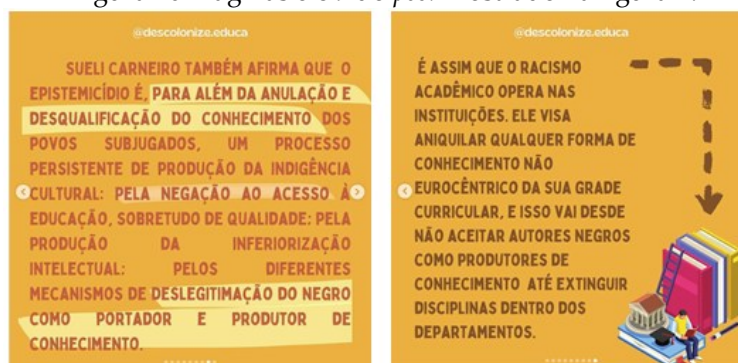 @descolonize.educa
SUELI CARNEIRO TAMBÉM AFIRMA QUE O
EPISTEMICÍDIO É, PARA ALÉM DA ANULAÇÃO E
DESQUALIFICAÇÃO DO CONHECIMENTO DOS
POVOS SUBJUGADOS, UM PROCESSO
PERSISTENTE DE PRODUÇÃO DA INDIGÊNCIA
CULTURAL: PELA NEGAÇÃO AO ACESSO À
EDUCAÇÃO, SOBRETUDO DE QUALIDADE: PELA
PRODUÇÃO DA INFERIORIZAÇÃO
INTELECTUAL: PELOS DIFERENTES
MECANISMOS DE DESLEGITIMAÇÃO DO NEGRO
COMO PORTADOR E PRODUTOR DE
CONHECIMENTO.
@descolonize.educa
É ASSIM QUE O RACISMO
ACADÊMICO OPERA NAS
INSTITUIÇÕES. ELE VISA
ANIQUILAR QUALQUER FORMA DE
CONHECIMENTO NÃO
EUROCÊNTRICO DA SUA GRADE
CURRICULAR, E ISSO VAI DESDE
NÃO ACEITAR AUTORES NEGROS
COMO PRODUTORES DE
CONHECIMENTO ATÉ EXTINGUIR
DISCIPLINAS DENTRO DOS
DEPARTAMENTOS.